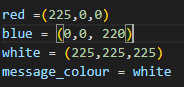 red =(225,0,0)
blue = (0,0, 220)
white = (225,225,225)
message_colour = white